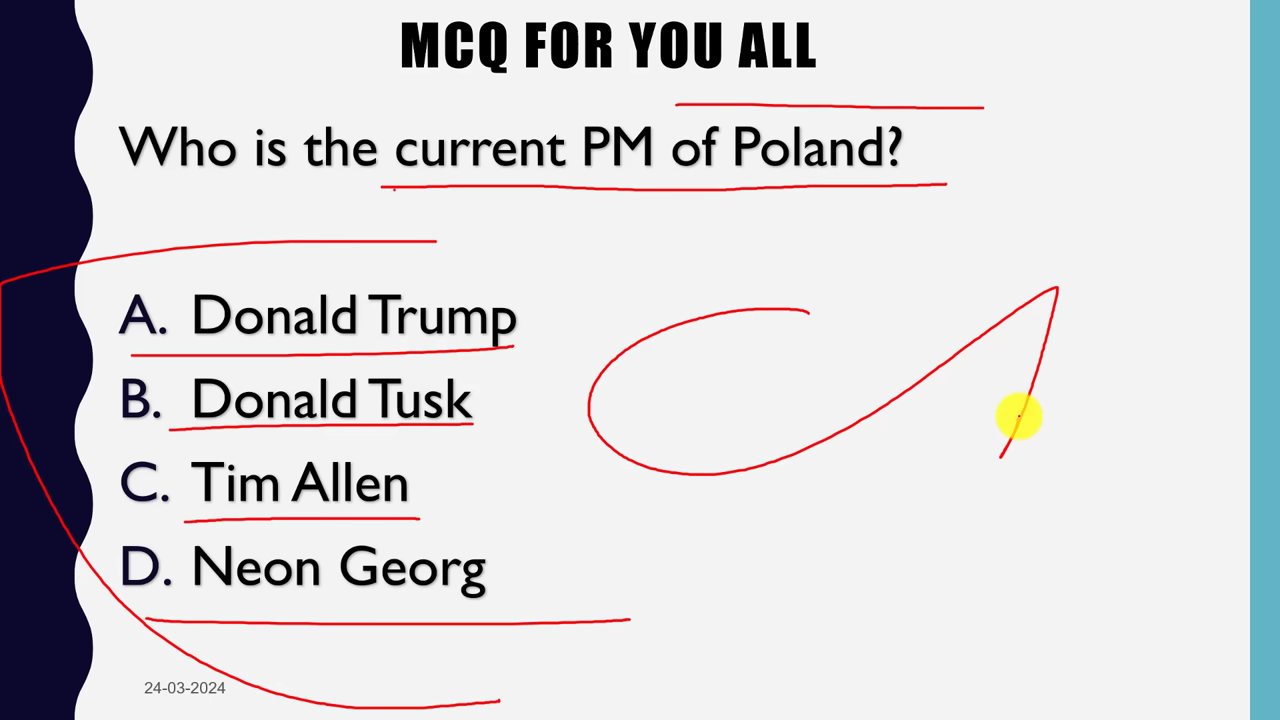 MCQ FOR YOU ALL
Who is the current PM of Poland?
A. Donald Trump
B. Donald Tusk
C. Tim Allen
D. Neon Georg
24-03-2024